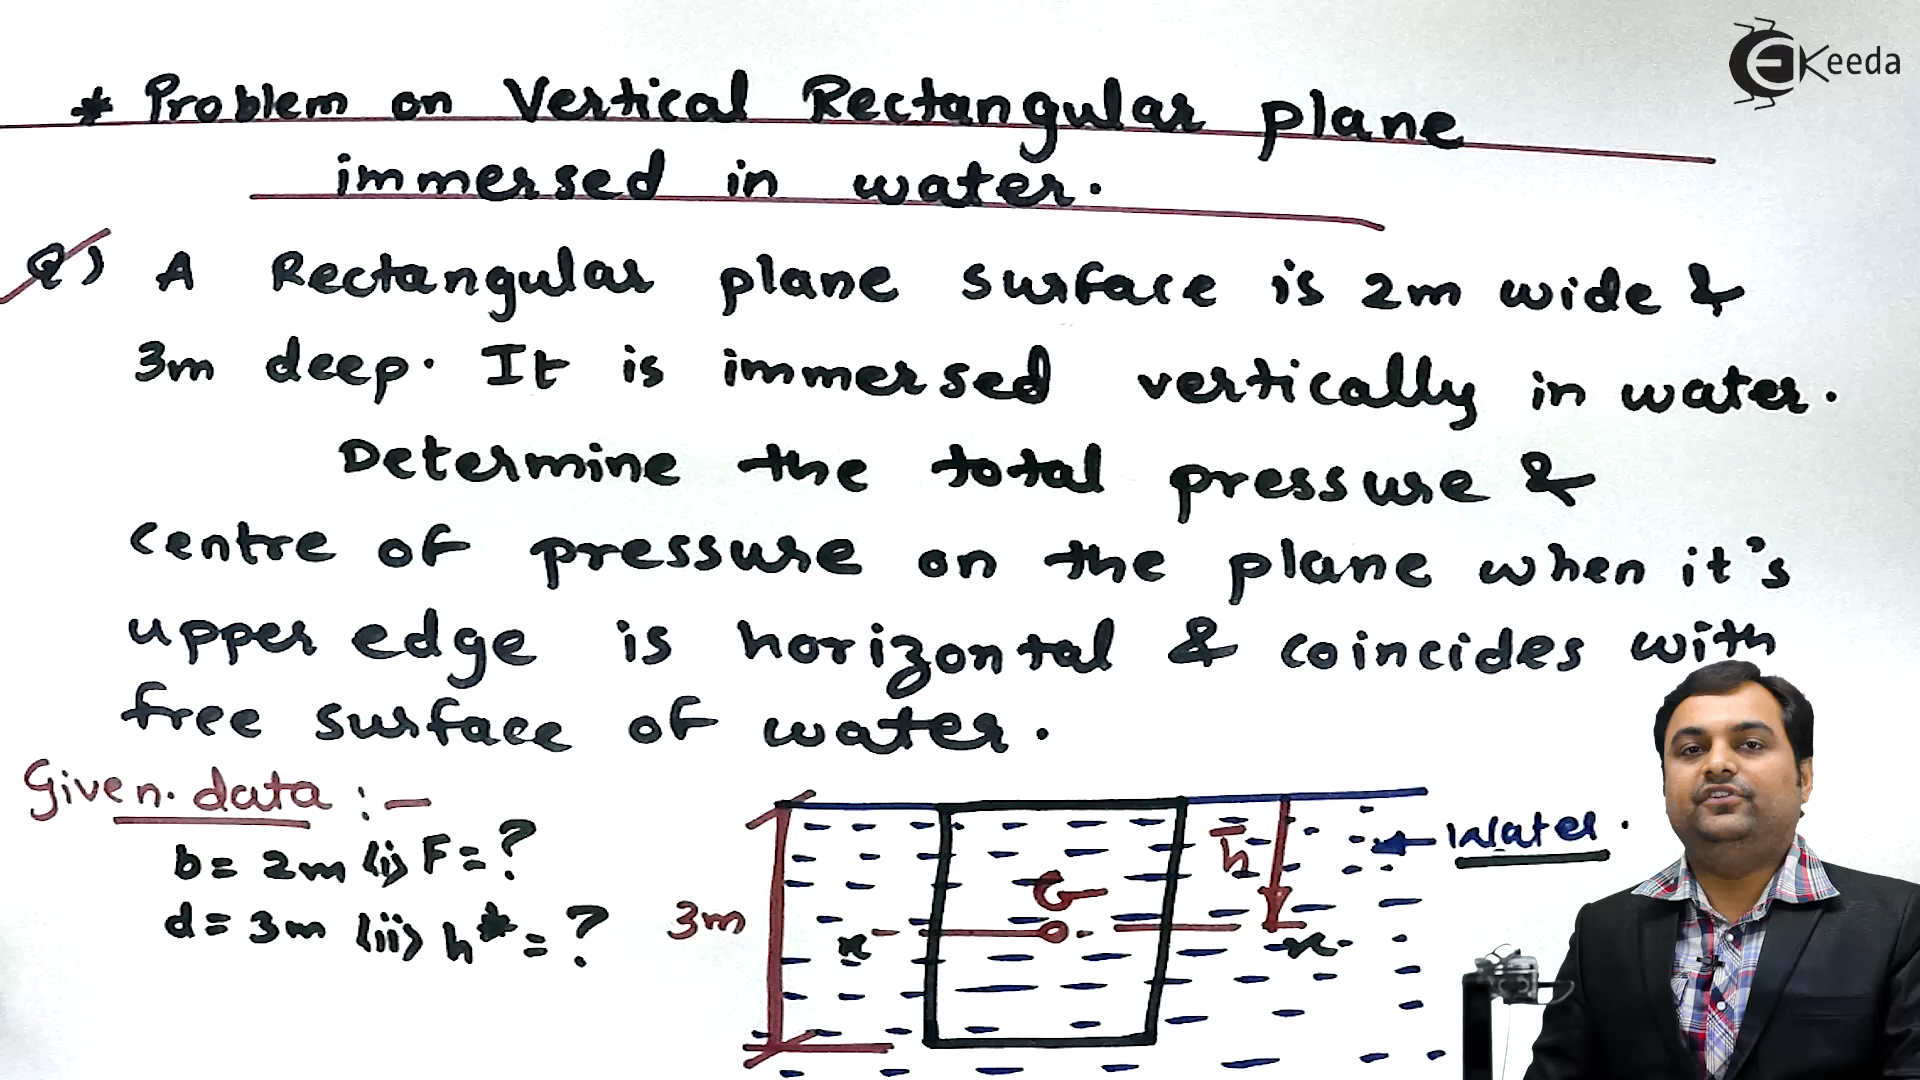 Keeda
* Problem on Vertical Rectangular plane
immersed in water.
Q) A Rectangular plane surface is 2m wide &
3m deep. It is immersed vertically in water.
Determine the total pressure &
centre of pressure on the plane when it's
upper edge is horizontal & coincides with
free surface of water.
Given data :-
b = 2m (i) F = ?
d = 3m (ii) h* = ?
3m
G
h̄
x
x
Water.